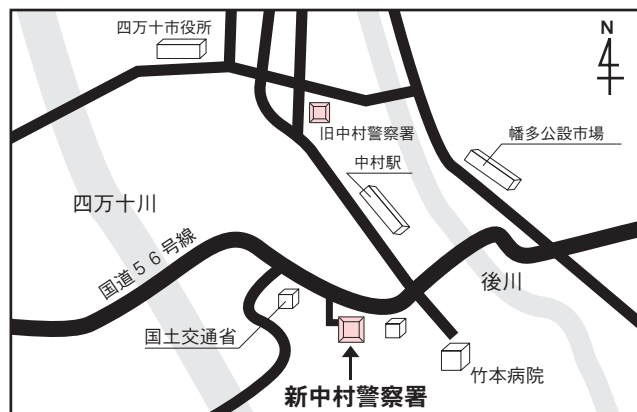 四万十市役所
N
旧中村警察署
幡多公設市場
中村駅
四万十川
国道５６号線
後川
国土交通省
竹本病院
新中村警察署